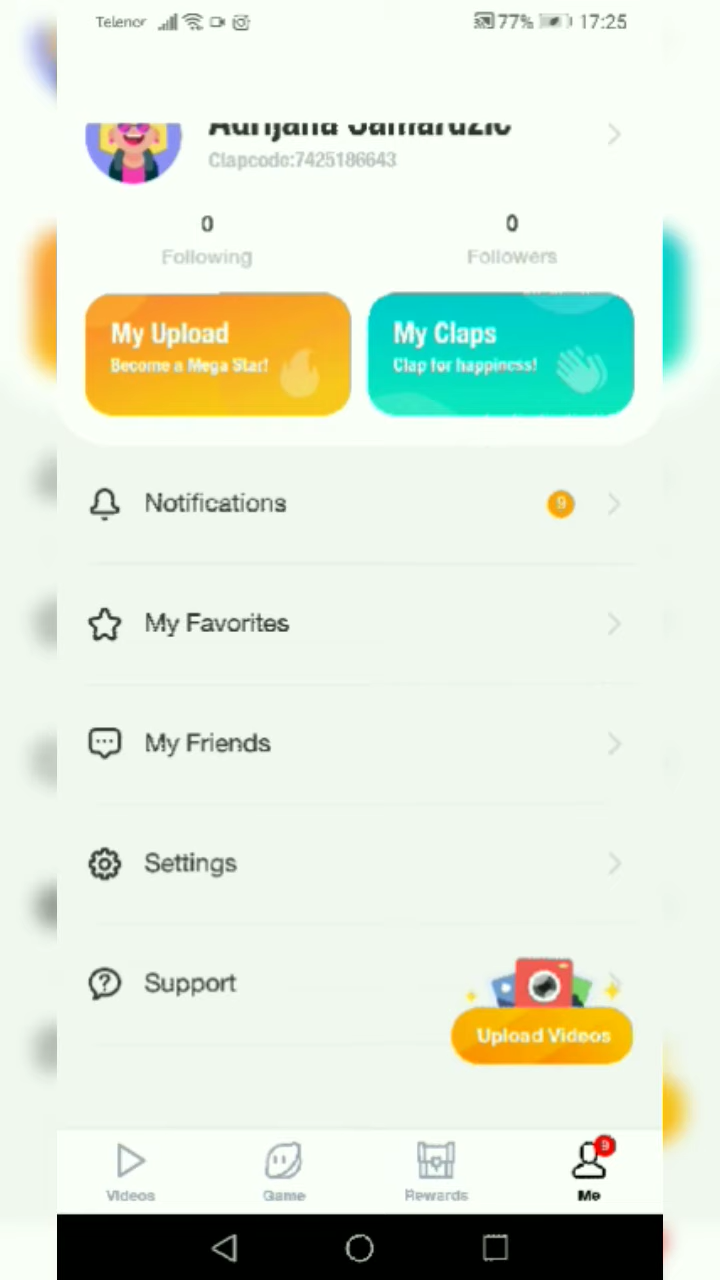 Telenor 77% 17:25
Clapcode:7425186643
0 0
Following Followers
My Upload My Claps
Become a Mega Star! Clap for happiness!
Notifications 9
My Favorites
My Friends
Settings
Support
Upload Videos
9
Videos Game Rewards Me